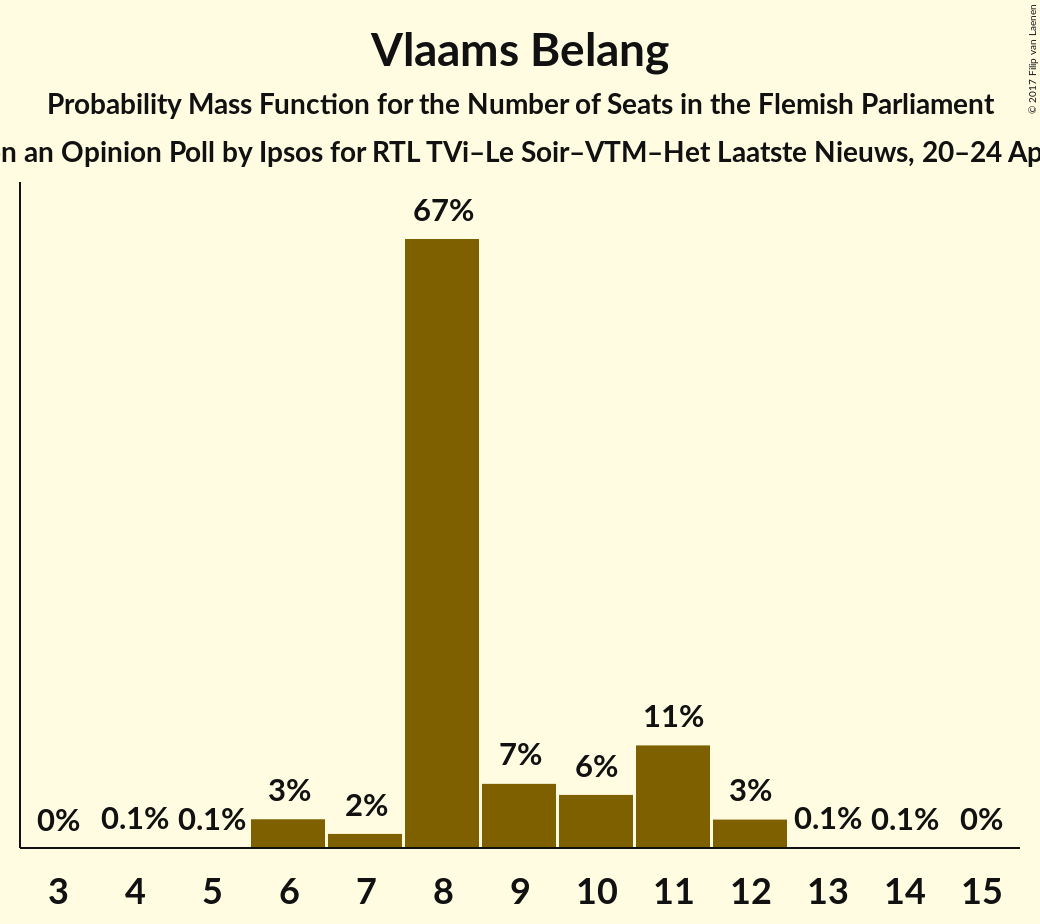 Vlaams Belang
Probability Mass Function for the Number of Seats in the Flemish Parliament
an Opinion Poll by Ipsos for RTL TVi–Le Soir–VTM–Het Laatste Nieuws, 20–24
© 2017 Filip van Laenen
67%
11%
7%
6%
3%
2%
3%
0%
0.1%
0.1%
0.1%
0.1%
0%
3 4 5 6 7 8 9 10 11 12 13 14 15